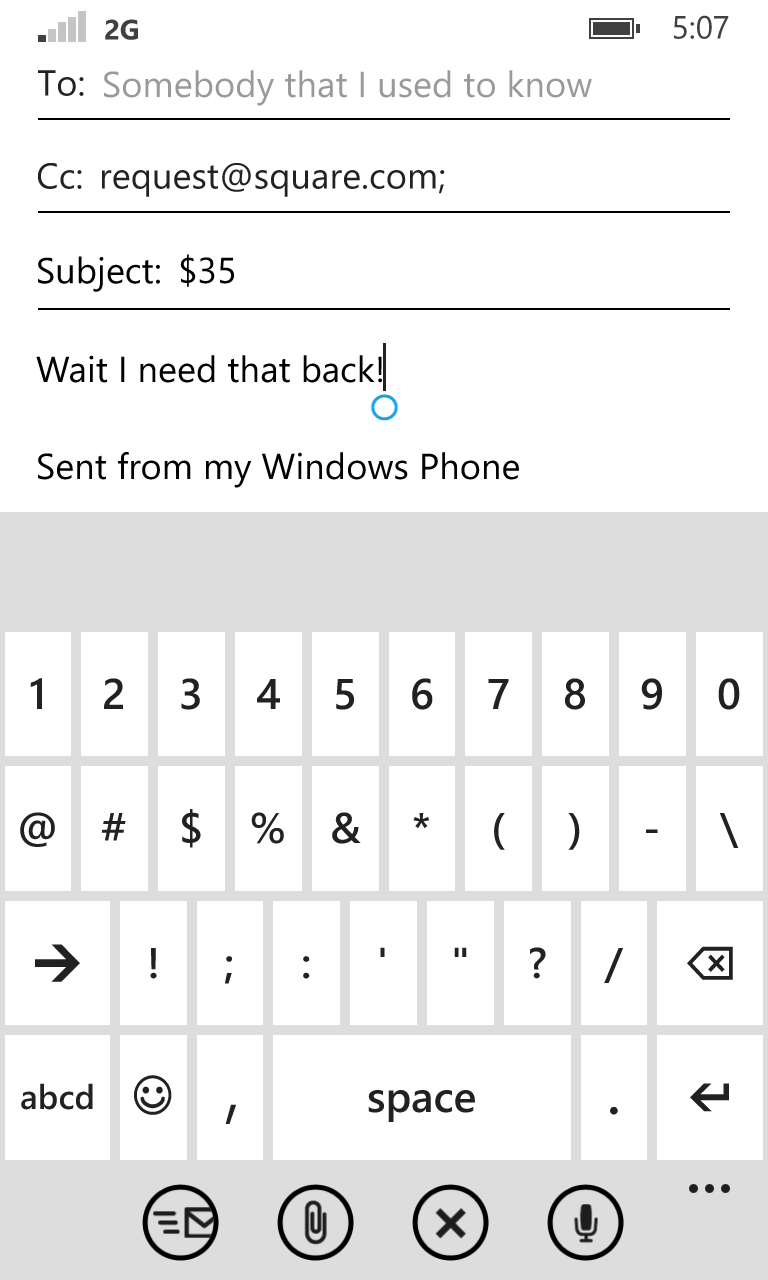 2G 5:07
To: Somebody that I used to know
Cc: request@square.com;
Subject: $35
Wait I need that back!
Sent from my Windows Phone
1 2 3 4 5 6 7 8 9 0
@ # $ % & * ( ) - \
! ; : ' " ? /
abcd , space .